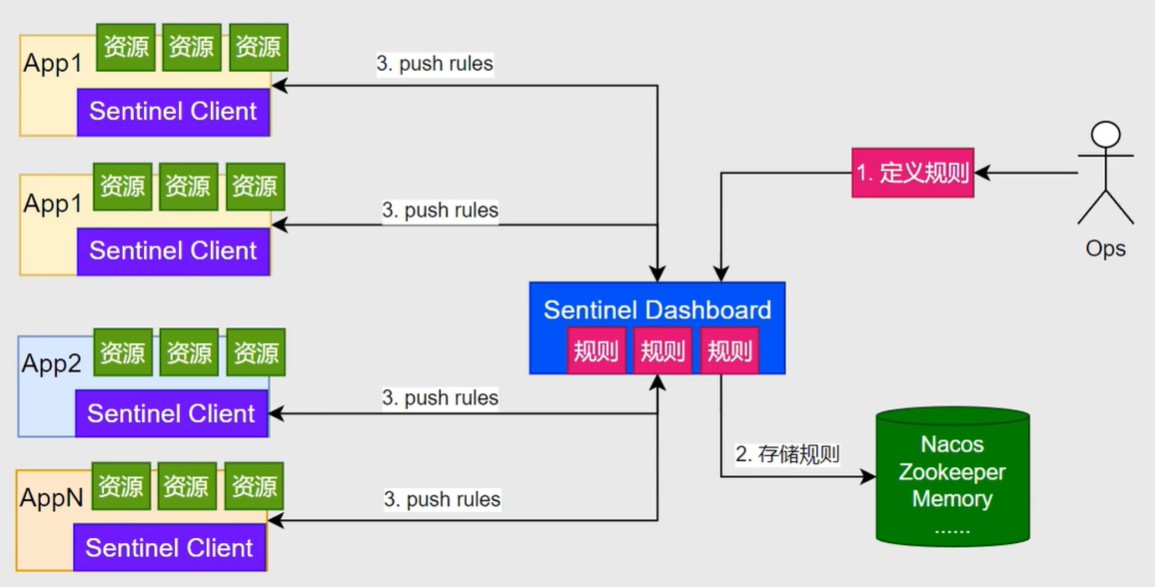 资源 资源 资源
App1
Sentinel Client
3. push rules
资源 资源 资源
App1
Sentinel Client
3. push rules
1. 定义规则
Ops
Sentinel Dashboard
规则 规则 规则
资源 资源 资源
App2
Sentinel Client
3. push rules
2. 存储规则
Nacos
Zookeeper
Memory
......
资源 资源 资源
AppN
Sentinel Client
3. push rules